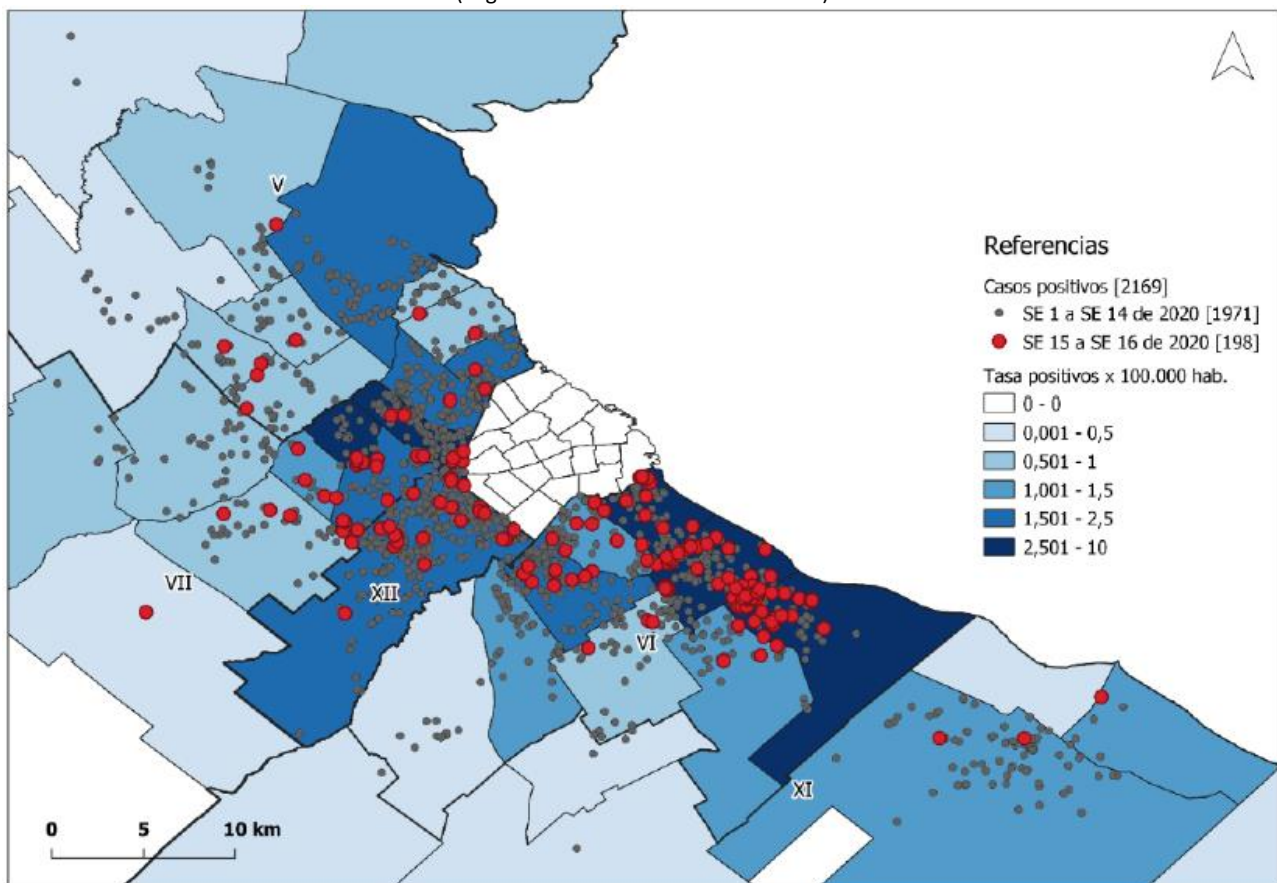 V
VII
XII
VI
XI
Referencias
Casos positivos [2169]
SE 1 a SE 14 de 2020 [1971]
SE 15 a SE 16 de 2020 [198]
Tasa positivos x 100.000 hab.
0 - 0
0,001 - 0,5
0,501 - 1
1,001 - 1,5
1,501 - 2,5
2,501 - 10
0 5 10 km